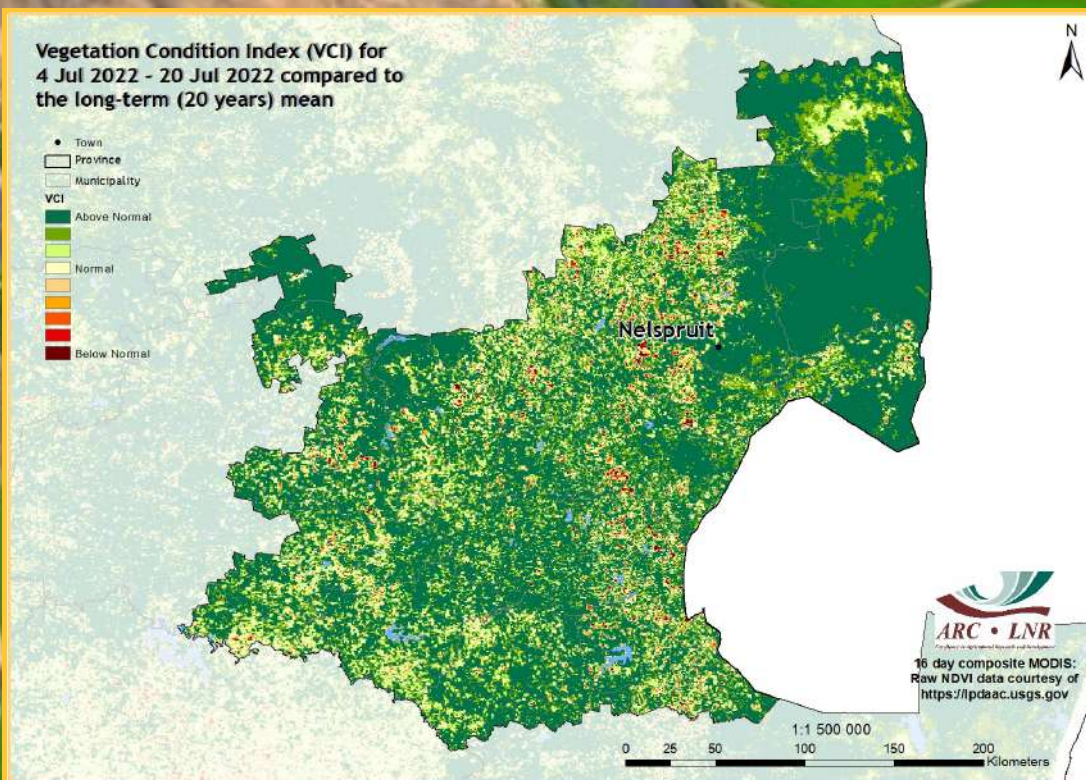 Vegetation Condition Index (VCI) for
4 Jul 2022 - 20 Jul 2022 compared to
the long-term (20 years) mean
N
Town
Province
Municipality
VCI
Above Normal
Normal
Below Normal
Nelspruit
ARC • LNR
16 day composite MODIS:
Raw NDVI data courtesy of
https://lpdaac.usgs.gov
1:1 500 000
0 25 50 100 150 200
Kilometers